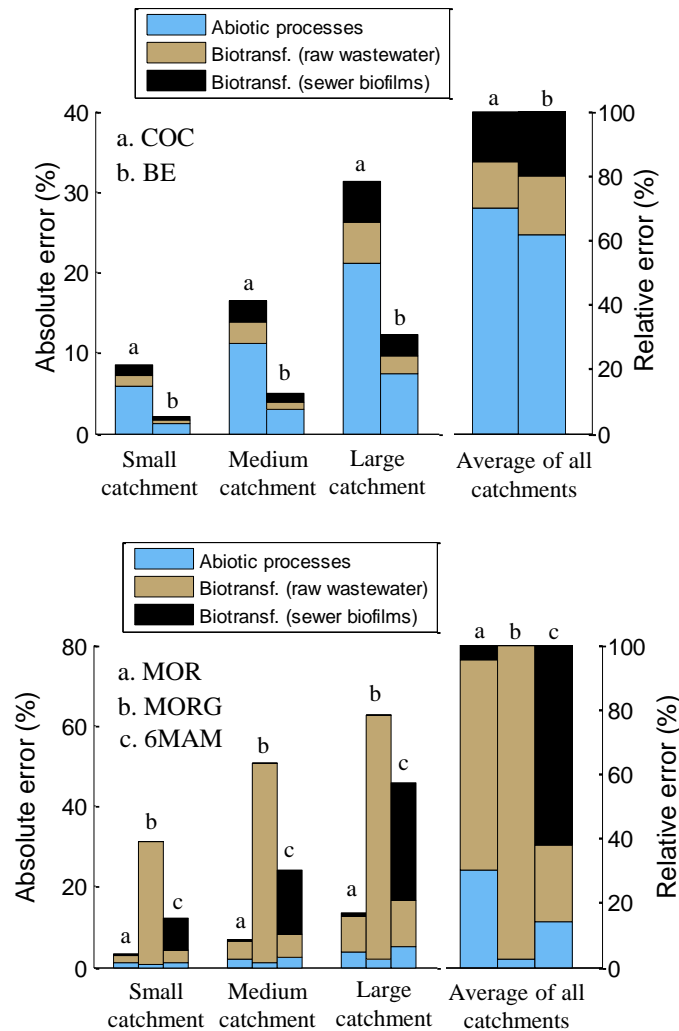 Abiotic processes
Biotransf. (raw wastewater)
Biotransf. (sewer biofilms)
40
30
20
10
0
Absolute error (%)
a. COC
b. BE
a
b
a
b
a
b
a
b
100
80
60
40
20
0
Relative error (%)
Small
catchment
Medium
catchment
Large
catchment
Average of all
catchments
Abiotic processes
Biotransf. (raw wastewater)
Biotransf. (sewer biofilms)
80
60
40
20
0
Absolute error (%)
a. MOR
b. MORG
c. 6MAM
a
b
c
a
b
c
a
b
c
a
b
c
100
80
60
40
20
0
Relative error (%)
Small
catchment
Medium
catchment
Large
catchment
Average of all
catchments